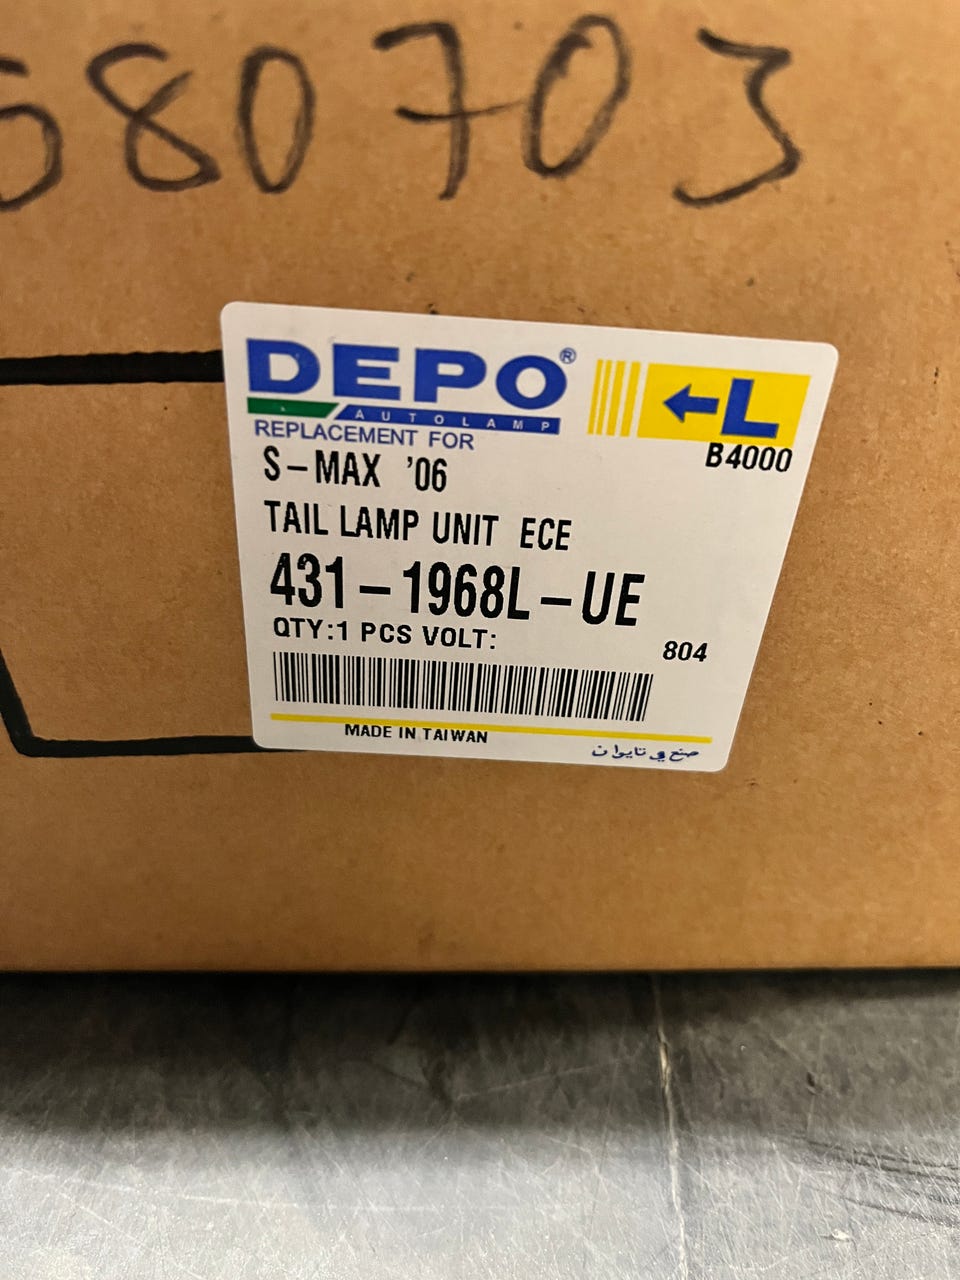 680703
DEPO®
AUTOLAMP
L
REPLACEMENT FOR
B4000
S-MAX '06
TAIL LAMP UNIT ECE
431-1968L-UE
QTY:1 PCS VOLT:
804
MADE IN TAIWAN
صنع في تايوان